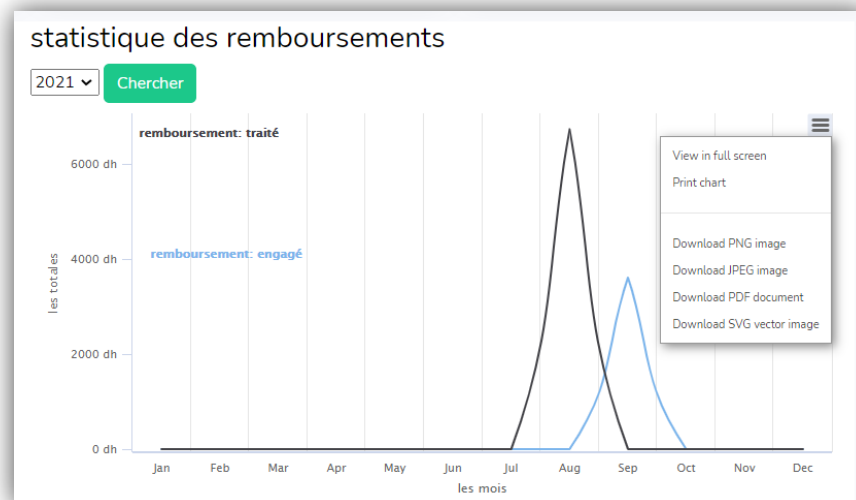 statistique des remboursements
2021 Chercher
remboursement: traité
remboursement: engagé
les totales
6000 dh
4000 dh
2000 dh
0 dh
Jan Feb Mar Apr May Jun Jul Aug Sep Oct Nov Dec
les mois
View in full screen
Print chart
Download PNG image
Download JPEG image
Download PDF document
Download SVG vector image